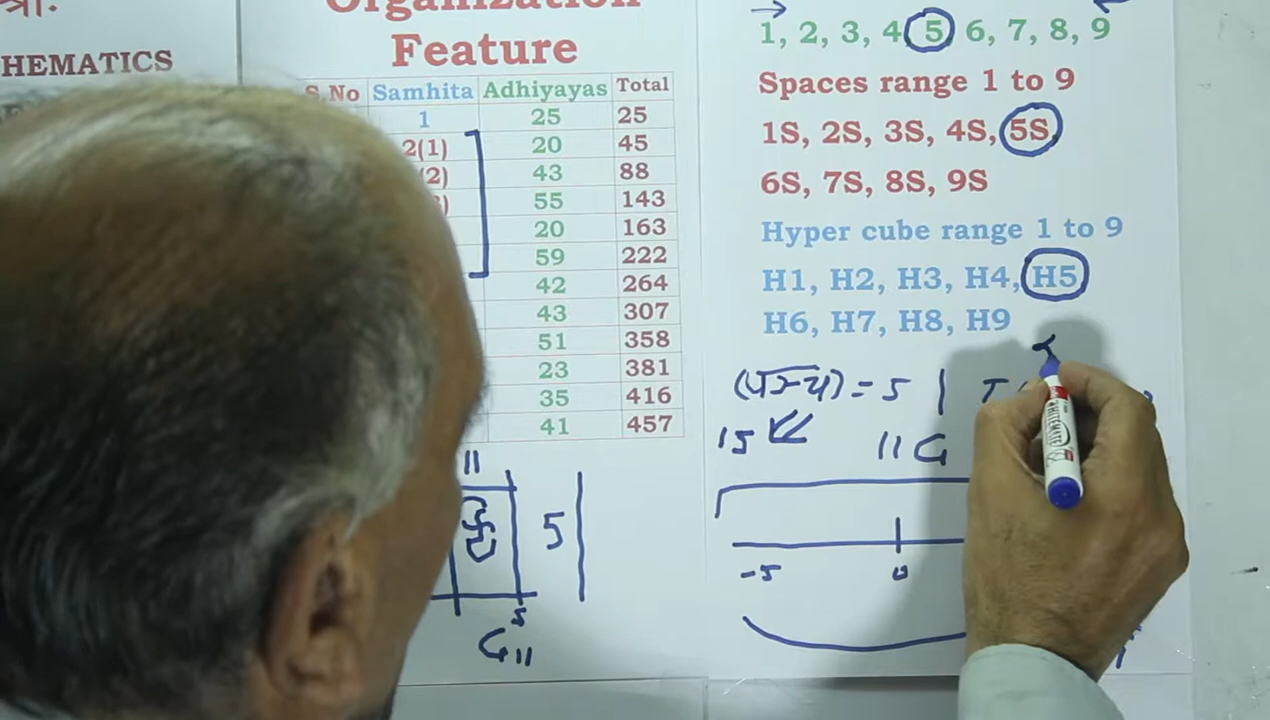 श्री:
HEMATICS
Organization
Feature
S.No Samhita Adhiyayas Total
1 25 25
2(1) 20 45
(2) 43 88
55 143
20 163
59 222
42 264
43 307
51 358
23 381
35 416
41 457
11
5
G11
1, 2, 3, 4, 5 6, 7, 8, 9
Spaces range 1 to 9
1S, 2S, 3S, 4S, 5S,
6S, 7S, 8S, 9S
Hyper cube range 1 to 9
H1, H2, H3, H4, H5
H6, H7, H8, H9
= 5
15 11G
-5 0